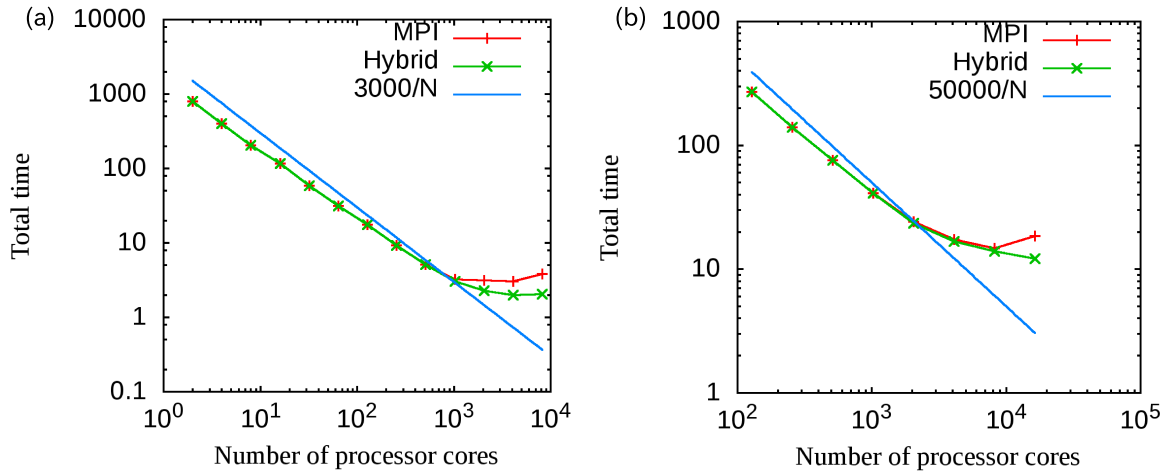 (a)
10000
1000
100
10
1
0.1
Total time
MPI
Hybrid
3000/N
10^0 10^1 10^2 10^3 10^4
Number of processor cores
(b)
1000
100
10
1
Total time
MPI
Hybrid
50000/N
10^2 10^3 10^4 10^5
Number of processor cores